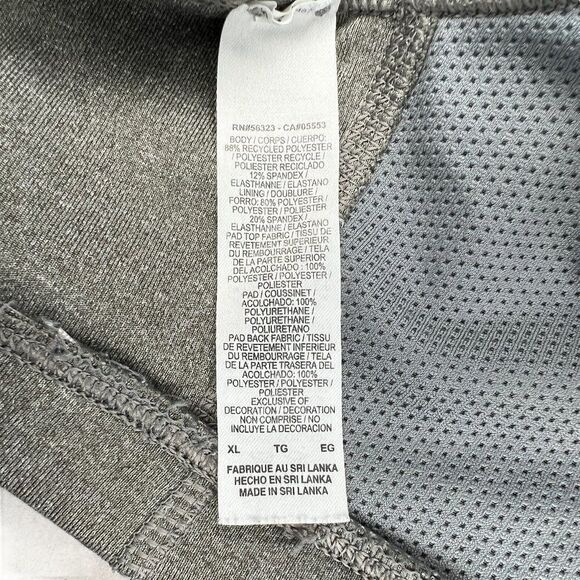 RN#56323 - CA#05553
BODY / CORPS / CUERPO:
88% RECYCLED POLYESTER
/ POLYESTER RECYCLE /
POLIESTER RECICLADO
12% SPANDEX /
ELASTHANNE / ELASTANO
LINING / DOUBLURE /
FORRO: 80% POLYESTER /
POLYESTER / POLIESTER
20% SPANDEX /
ELASTHANNE / ELASTANO
PAD TOP FABRIC / TISSU DE
REVETEMENT SUPERIEUR
DU REMBOURRAGE / TELA
DE LA PARTE SUPERIOR
DEL ACOLCHADO : 100%
POLYESTER / POLYESTER /
POLIESTER
PAD / COUSSINET /
ACOLCHADO: 100%
POLYURETHANE /
POLYURETHANE /
POLIURETANO
PAD BACK FABRIC / TISSU
DE REVETEMENT INFERIEUR
DU REMBOURRAGE / TELA
DE LA PARTE TRASERA DEL
ACOLCHADO: 100%
POLYESTER / POLYESTER /
POLIESTER
EXCLUSIVE OF
DECORATION / DECORATION
NON COMPRISE / NO
INCLUYE LA DECORACION
XL TG EG
FABRIQUE AU SRI LANKA
HECHO EN SRI LANKA
MADE IN SRI LANKA